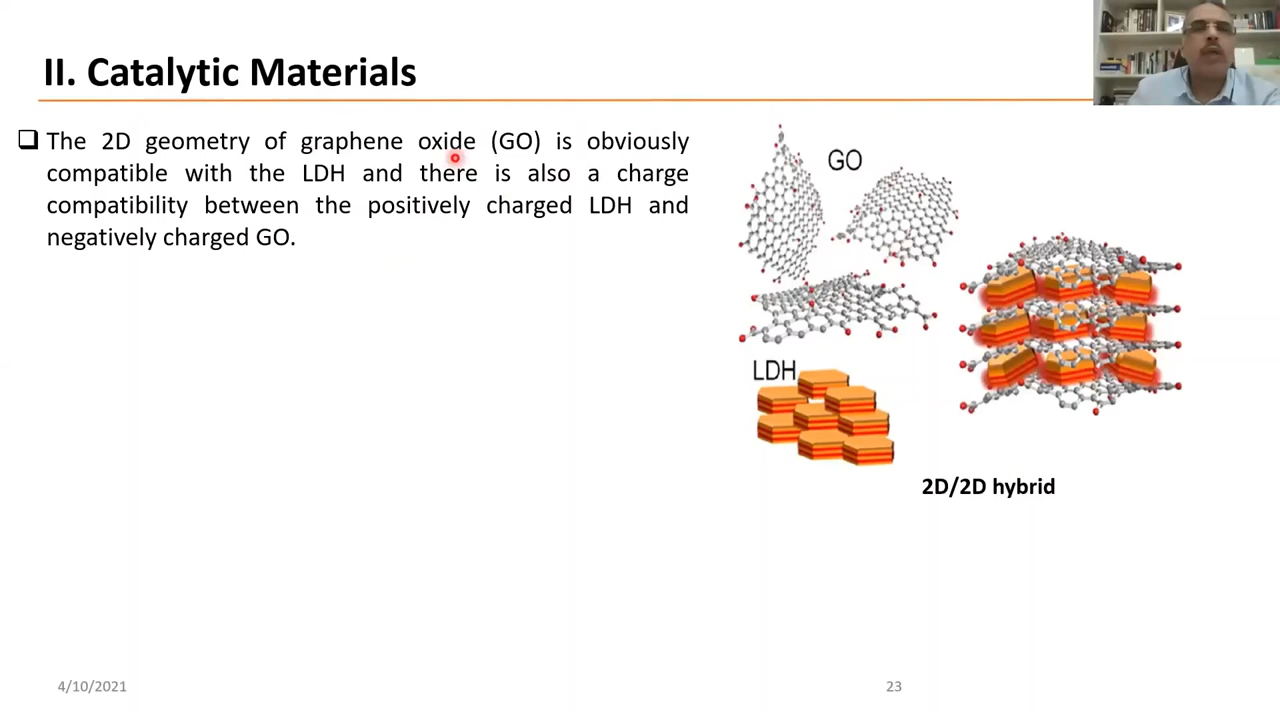 II. Catalytic Materials
The 2D geometry of graphene oxide (GO) is obviously
compatible with the LDH and there is also a charge
compatibility between the positively charged LDH and
negatively charged GO.
GO
LDH
2D/2D hybrid
4/10/2021
23